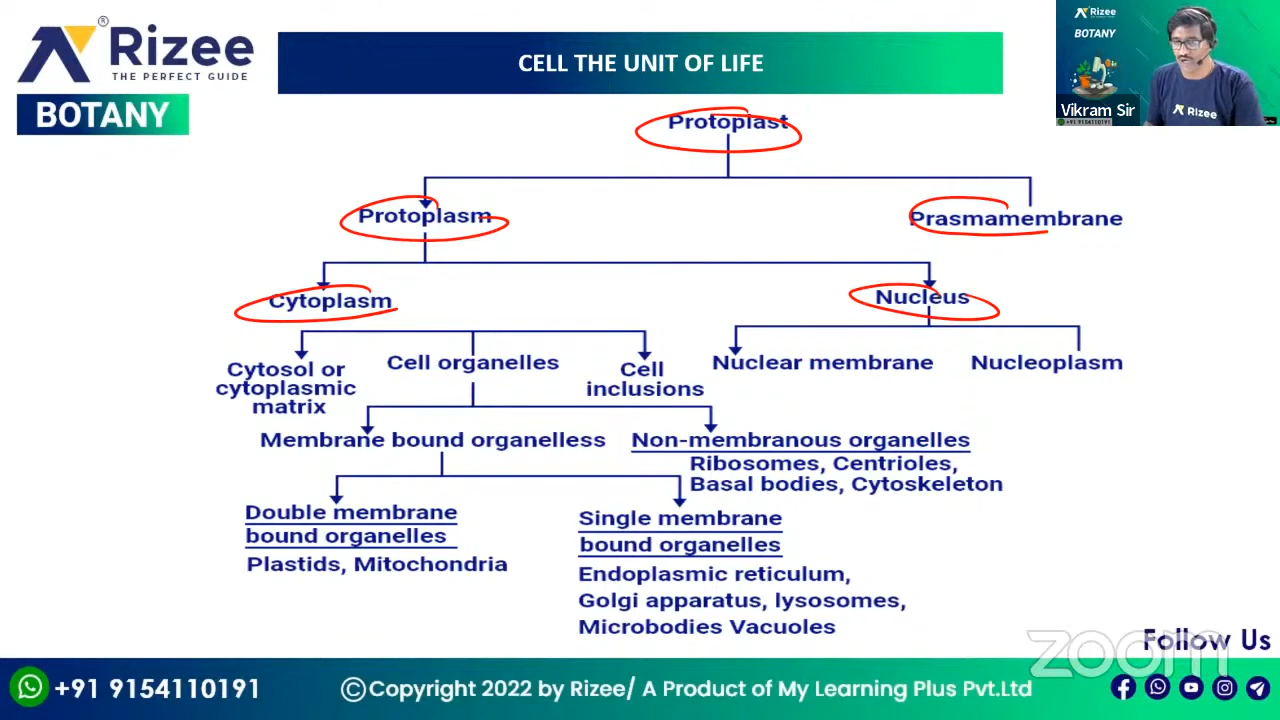 Rizee®
THE PERFECT GUIDE
BOTANY
CELL THE UNIT OF LIFE
Rizee
BOTANY
Rizee
Vikram Sir
+91 9154110191
Protoplast
Protoplasm
Prasmamembrane
Cytoplasm
Nucleus
Cytosol or
cytoplasmic
matrix
Cell organelles
Cell
inclusions
Nuclear membrane
Nucleoplasm
Membrane bound organelless
Non-membranous organelles
Ribosomes, Centrioles,
Basal bodies, Cytoskeleton
Double membrane
bound organelles
Plastids, Mitochondria
Single membrane
bound organelles
Endoplasmic reticulum,
Golgi apparatus, lysosomes,
Microbodies Vacuoles
Follow Us
zoom
+91 9154110191
©Copyright 2022 by Rizee/ A Product of My Learning Plus Pvt.Ltd